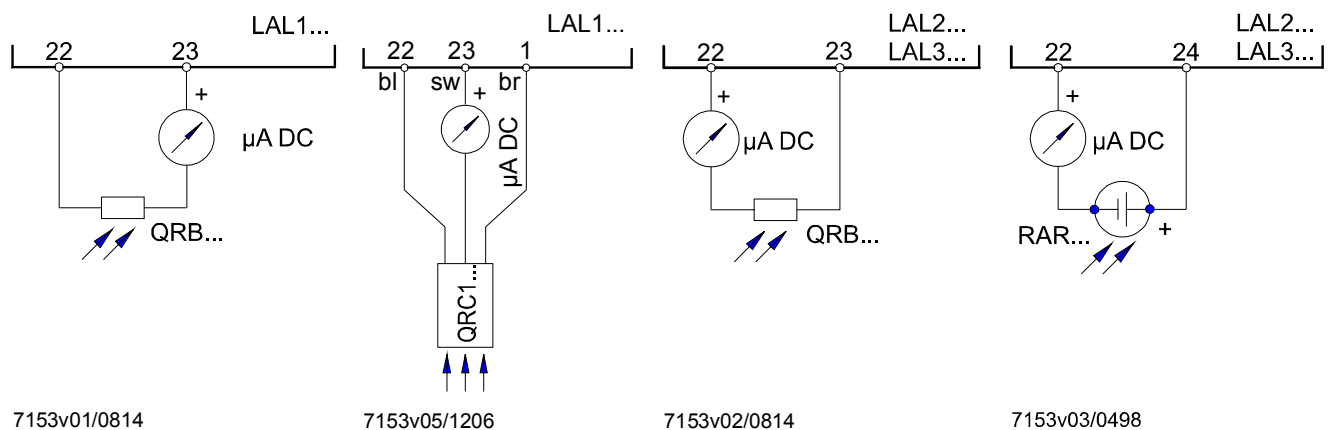 LAL1...
22 23
+
µA DC
QRB...
7153v01/0814
LAL1...
22 23 1
bl sw br
+
µA DC
QRC1...
7153v05/1206
LAL2...
22 23 LAL3...
+
µA DC
QRB...
7153v02/0814
LAL2...
22 24 LAL3...
+
µA DC
RAR... +
7153v03/0498